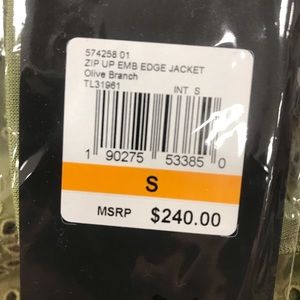 574258 01
ZIP UP EMB EDGE JACKET
Olive Branch
TL31961 INT S
1 90275 53385 0
S
MSRP $240.00